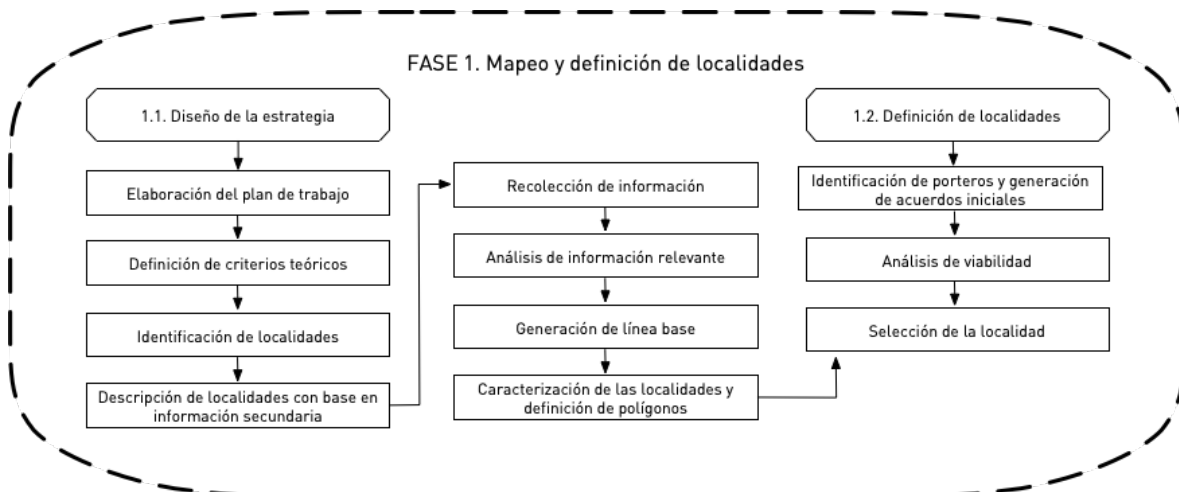 FASE 1. Mapeo y definición de localidades
1.1. Diseño de la estrategia
Elaboración del plan de trabajo
Definición de criterios teóricos
Identificación de localidades
Descripción de localidades con base en
información secundaria
Recolección de información
Análisis de información relevante
Generación de línea base
Caracterización de las localidades y
definición de polígonos
1.2. Definición de localidades
Identificación de porteros y generación
de acuerdos iniciales
Análisis de viabilidad
Selección de la localidad